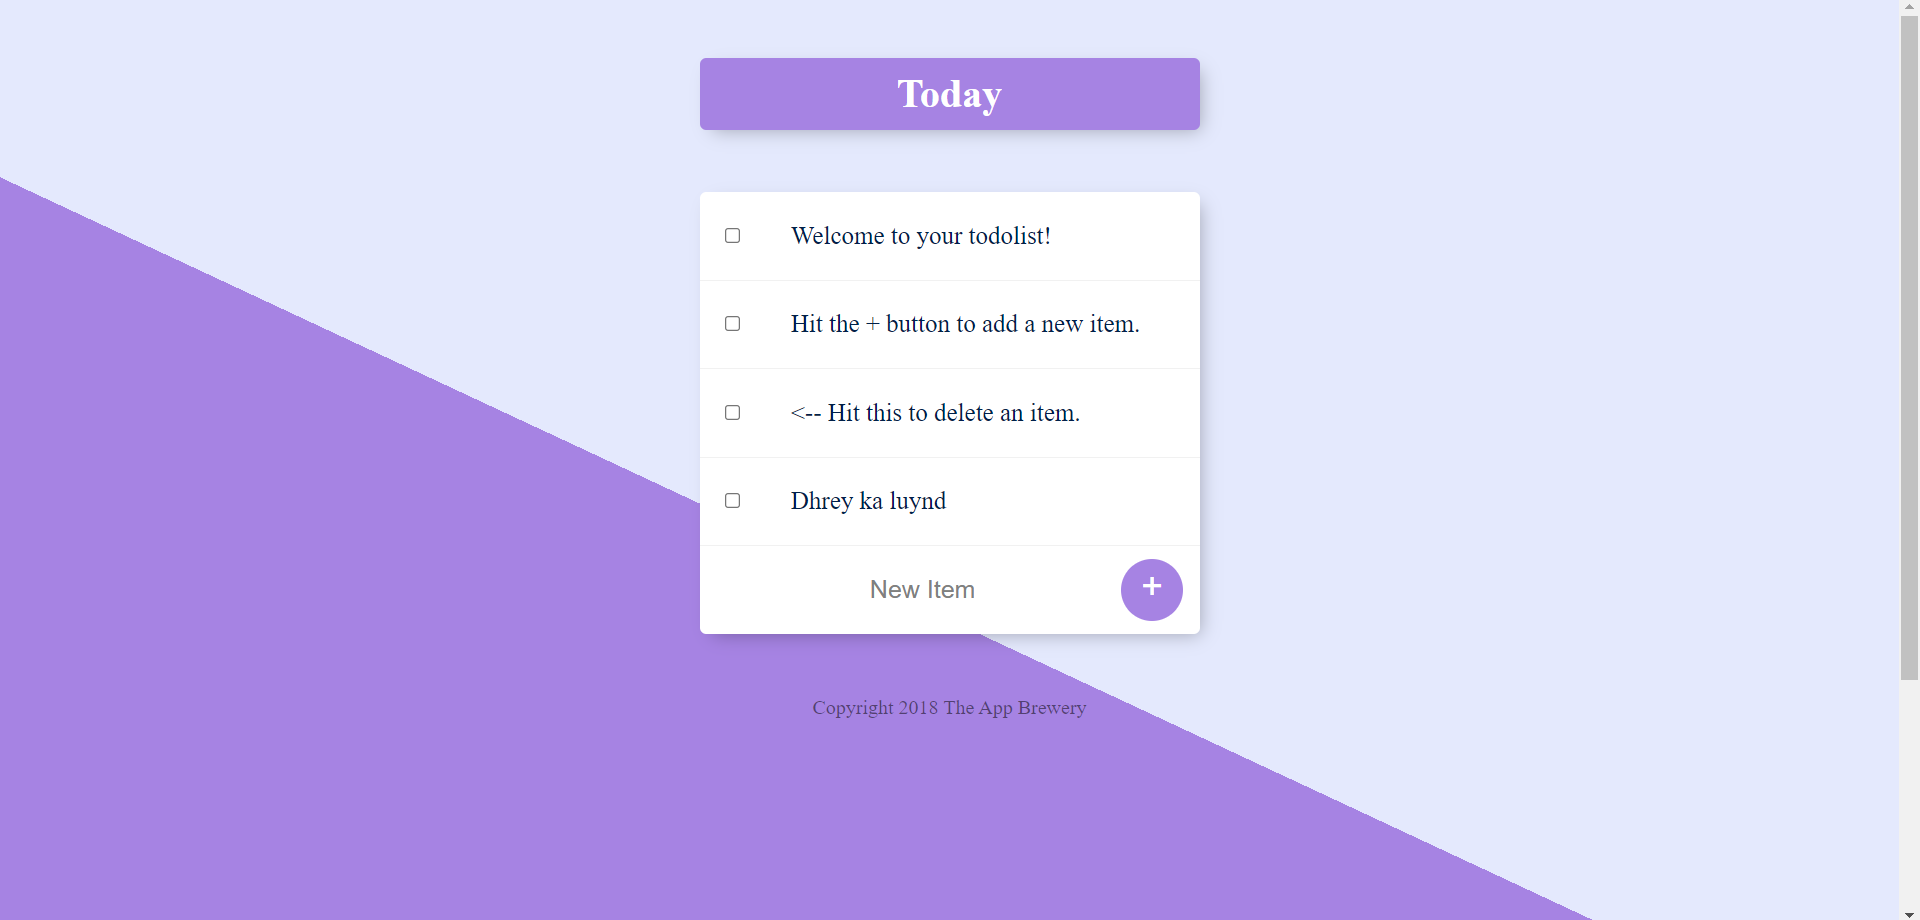 Today
Welcome to your todolist!
Hit the + button to add a new item.
<-- Hit this to delete an item.
Dhrey ka luynd
New Item
+
Copyright 2018 The App Brewery